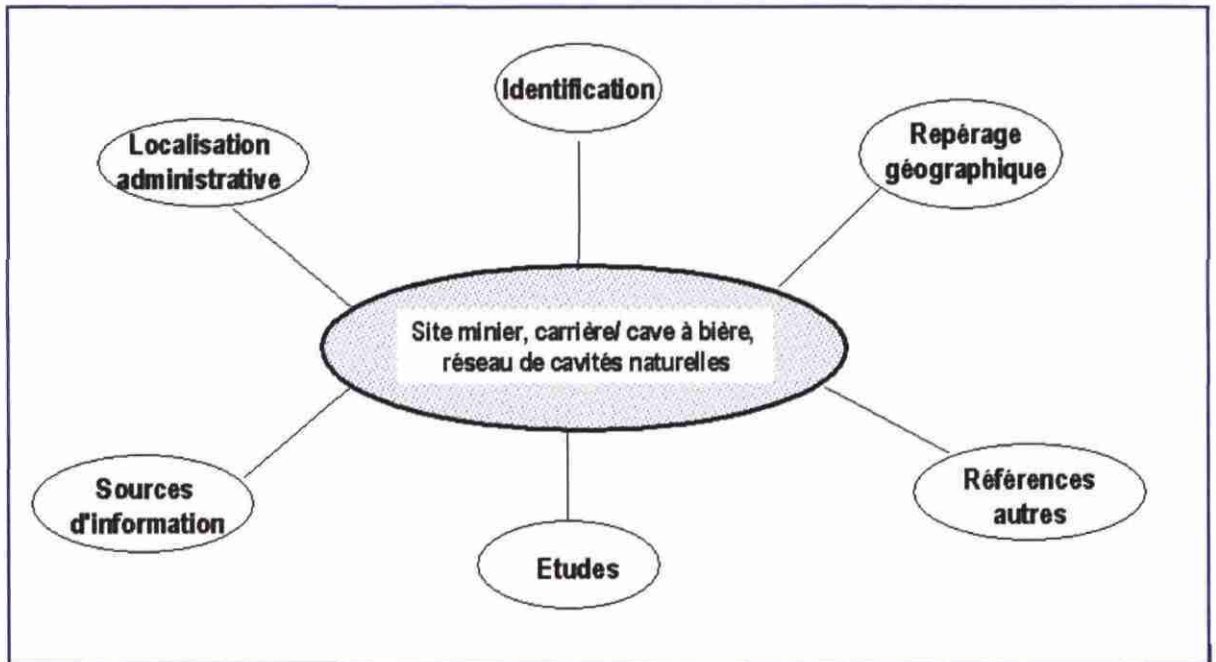 Identification
Localisation
administrative
Repérage
géographique
Site minier, carrière/ cave à bière,
réseau de cavités naturelles
Sources
d'information
Etudes
Références
autres